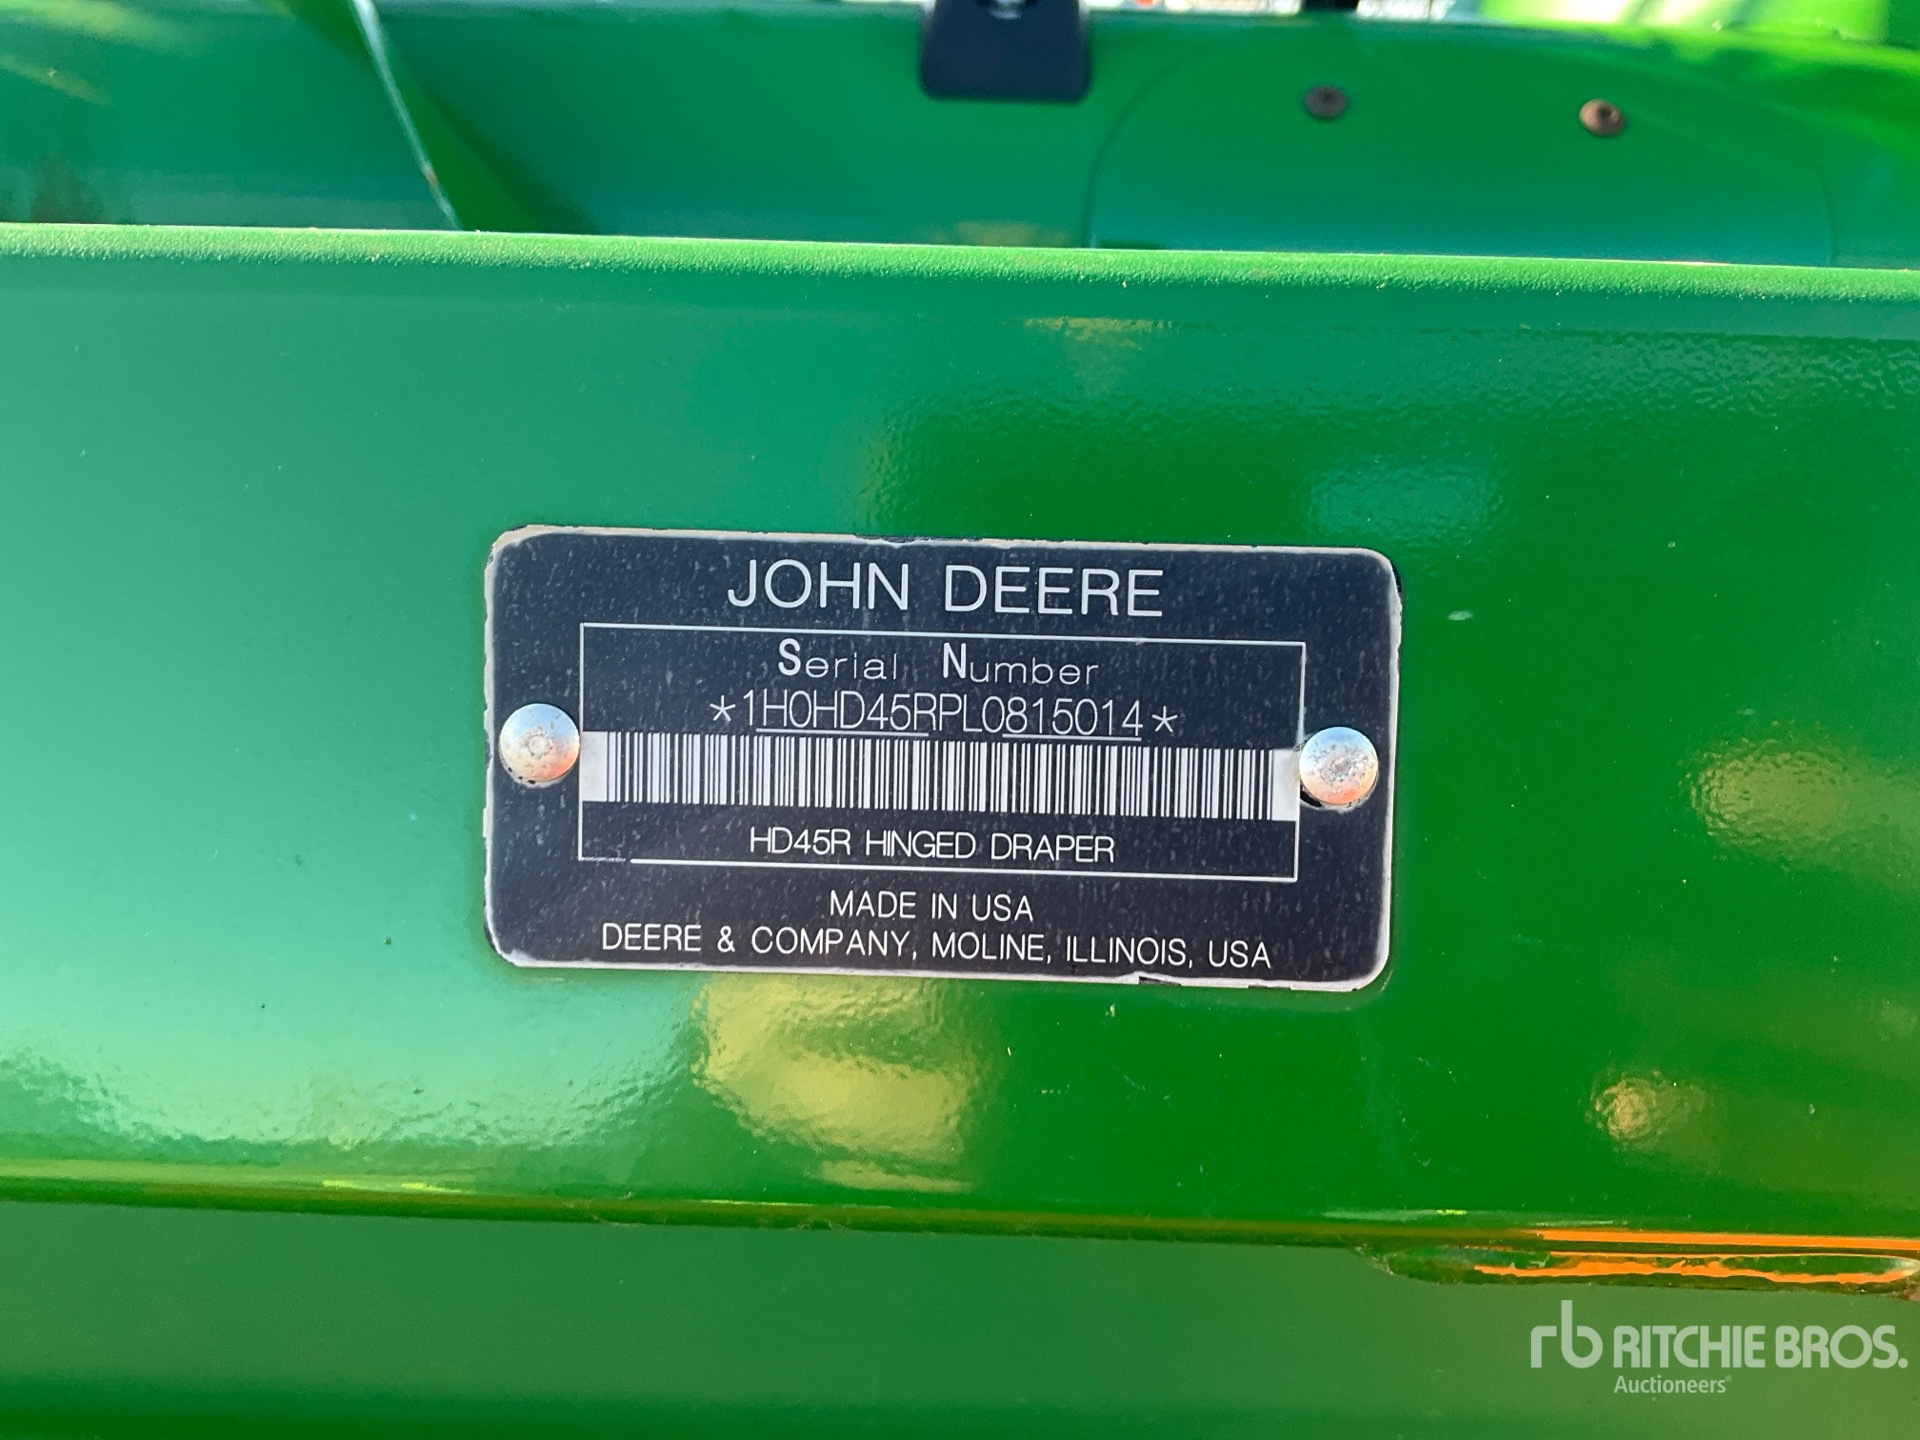 JOHN DEERE
Serial Number
*1H0HD45RPL0815014*
HD45R HINGED DRAPER
MADE IN USA
DEERE & COMPANY, MOLINE, ILLINOIS, USA
rb RITCHIE BROS.
Auctioneers®